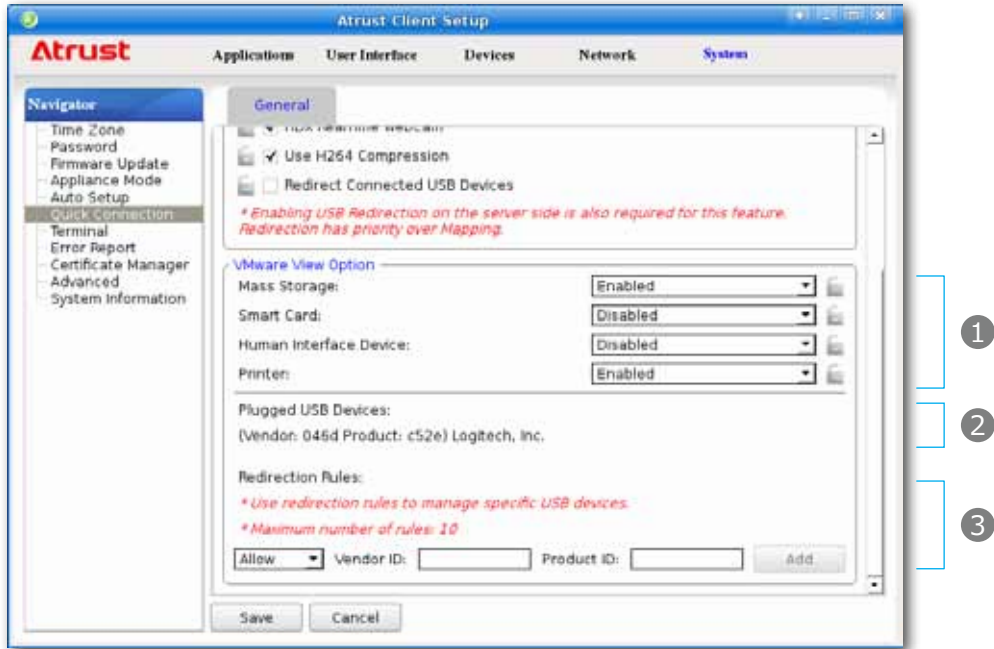 Atrust Client Setup
Atrust
Applications User Interface Devices Network System
Navigator
Time Zone
Password
Firmware Update
Appliance Mode
Auto Setup
Quick Connection
Terminal
Error Report
Certificate Manager
Advanced
System Information
General
Use H264 Compression
Redirect Connected USB Devices
* Enabling USB Redirection on the server side is also required for this feature.
Redirection has priority over Mapping.
VMware View Option
Mass Storage: Enabled
Smart Card: Disabled
Human Interface Device: Disabled
Printer: Enabled
1
Plugged USB Devices:
(Vendor: 046d Product: c52e) Logitech, Inc.
2
Redirection Rules:
* Use redirection rules to manage specific USB devices.
* Maximum number of rules: 10
Allow Vendor ID: Product ID: Add
3
Save Cancel